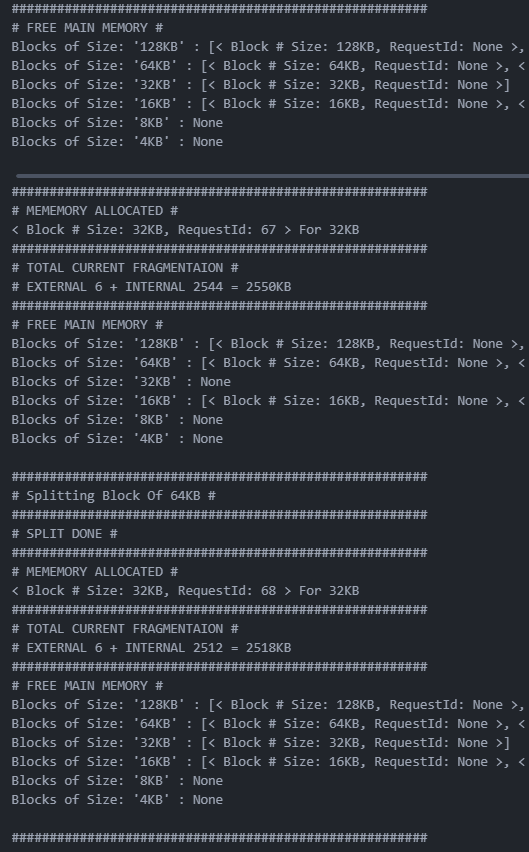 #######################################################
# FREE MAIN MEMORY #
Blocks of Size: '128KB' : [< Block # Size: 128KB, RequestId: None >,
Blocks of Size: '64KB' : [< Block # Size: 64KB, RequestId: None >, <
Blocks of Size: '32KB' : [< Block # Size: 32KB, RequestId: None >]
Blocks of Size: '16KB' : [< Block # Size: 16KB, RequestId: None >, <
Blocks of Size: '8KB' : None
Blocks of Size: '4KB' : None
#######################################################
# MEMEMORY ALLOCATED #
< Block # Size: 32KB, RequestId: 67 > For 32KB
#######################################################
# TOTAL CURRENT FRAGMENTAION #
# EXTERNAL 6 + INTERNAL 2544 = 2550KB
#######################################################
# FREE MAIN MEMORY #
Blocks of Size: '128KB' : [< Block # Size: 128KB, RequestId: None >,
Blocks of Size: '64KB' : [< Block # Size: 64KB, RequestId: None >, <
Blocks of Size: '32KB' : None
Blocks of Size: '16KB' : [< Block # Size: 16KB, RequestId: None >, <
Blocks of Size: '8KB' : None
Blocks of Size: '4KB' : None
#######################################################
# Splitting Block Of 64KB #
#######################################################
# SPLIT DONE #
#######################################################
# MEMEMORY ALLOCATED #
< Block # Size: 32KB, RequestId: 68 > For 32KB
#######################################################
# TOTAL CURRENT FRAGMENTAION #
# EXTERNAL 6 + INTERNAL 2512 = 2518KB
#######################################################
# FREE MAIN MEMORY #
Blocks of Size: '128KB' : [< Block # Size: 128KB, RequestId: None >,
Blocks of Size: '64KB' : [< Block # Size: 64KB, RequestId: None >, <
Blocks of Size: '32KB' : [< Block # Size: 32KB, RequestId: None >]
Blocks of Size: '16KB' : [< Block # Size: 16KB, RequestId: None >, <
Blocks of Size: '8KB' : None
Blocks of Size: '4KB' : None
#######################################################